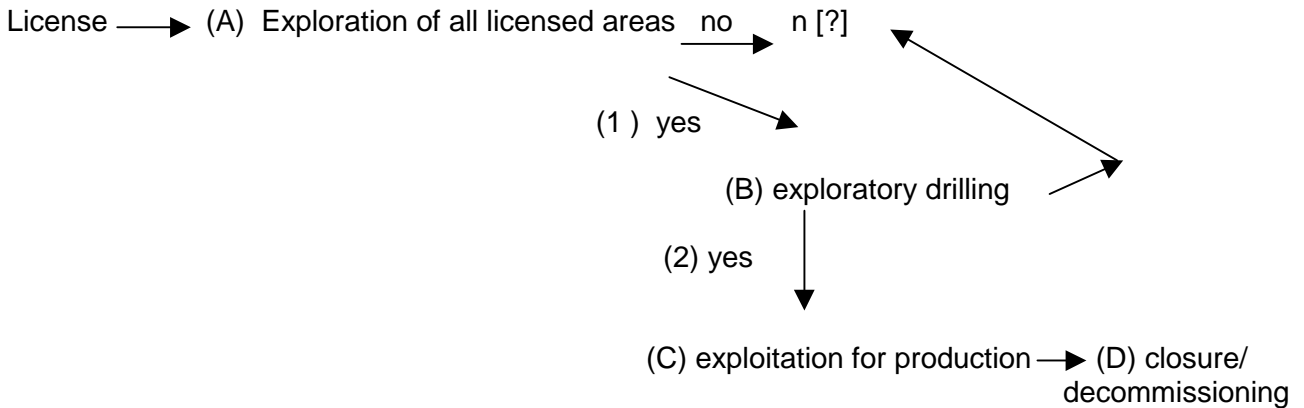 License (A) Exploration of all licensed areas no n [?]
(1 ) yes
(B) exploratory drilling
(2) yes
(C) exploitation for production (D) closure/
decommissioning